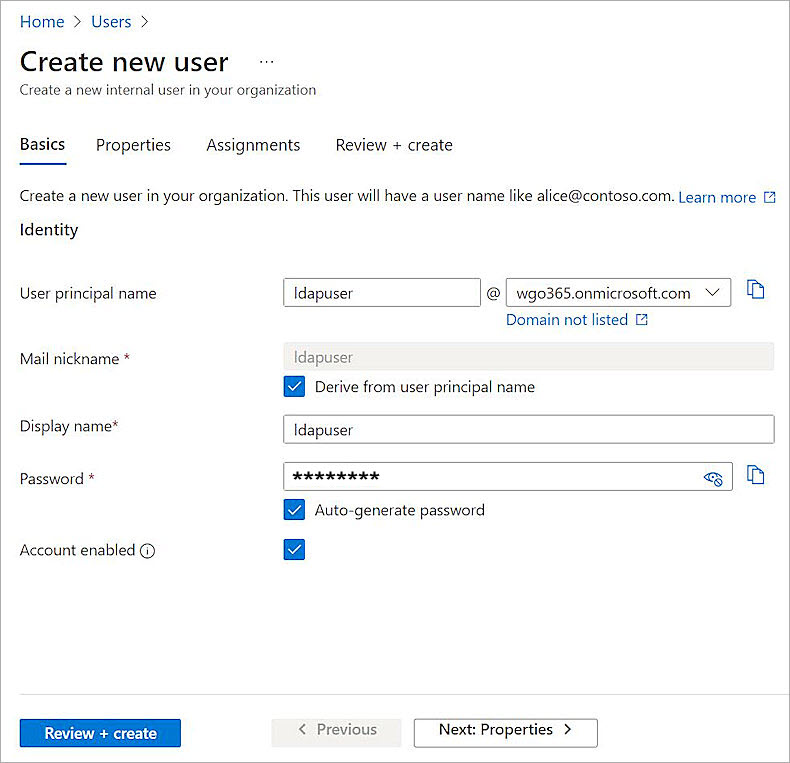 Home > Users >
Create new user ...
Create a new internal user in your organization
Basics Properties Assignments Review + create
Create a new user in your organization. This user will have a user name like alice@contoso.com. Learn more
Identity
User principal name ldapuser @ wgo365.onmicrosoft.com
Domain not listed
Mail nickname * ldapuser
Derive from user principal name
Display name* ldapuser
Password * ********
Auto-generate password
Account enabled
Review + create < Previous Next: Properties >